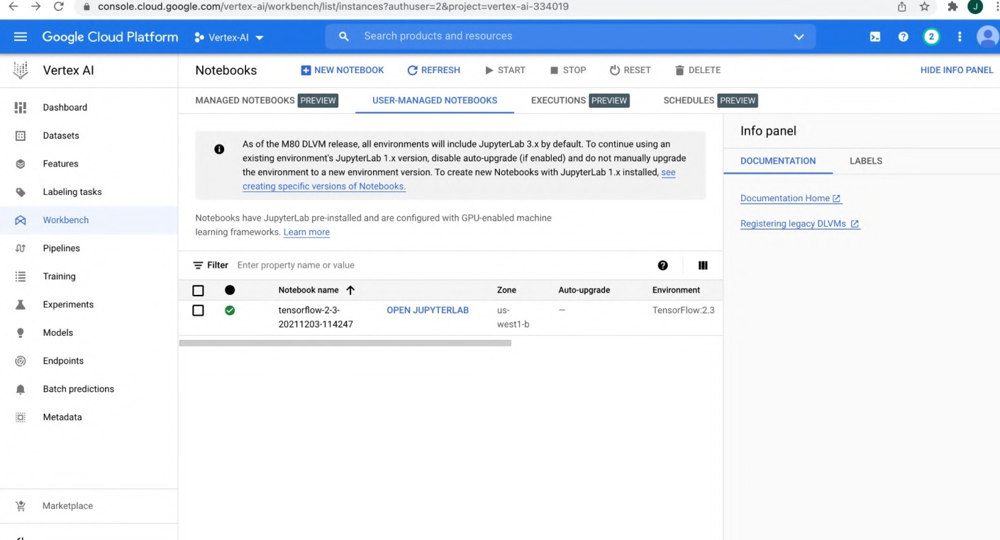 console.cloud.google.com/vertex-ai/workbench/list/instances?authuser=2&project=vertex-ai-334019
J
Google Cloud Platform
Vertex-AI
Search products and resources
2
Vertex AI
Notebooks
NEW NOTEBOOK
REFRESH
START
STOP
RESET
DELETE
HIDE INFO PANEL
MANAGED NOTEBOOKS PREVIEW
USER-MANAGED NOTEBOOKS
EXECUTIONS PREVIEW
SCHEDULES PREVIEW
Dashboard
Datasets
Features
Labeling tasks
Workbench
Pipelines
Training
Experiments
Models
Endpoints
Batch predictions
Metadata
Marketplace
As of the M80 DLVM release, all environments will include JupyterLab 3.x by default. To continue using an
existing environment's JupyterLab 1.x version, disable auto-upgrade (if enabled) and do not manually upgrade
the environment to a new environment version. To create new Notebooks with JupyterLab 1.x installed, see
creating specific versions of Notebooks.
Notebooks have JupyterLab pre-installed and are configured with GPU-enabled machine
learning frameworks. Learn more
Filter Enter property name or value
Notebook name
Zone
Auto-upgrade
Environment
tensorflow-2-3-
20211203-114247
OPEN JUPYTERLAB
us-
west1-b
—
TensorFlow:2.3
Info panel
DOCUMENTATION
LABELS
Documentation Home
Registering legacy DLVMs